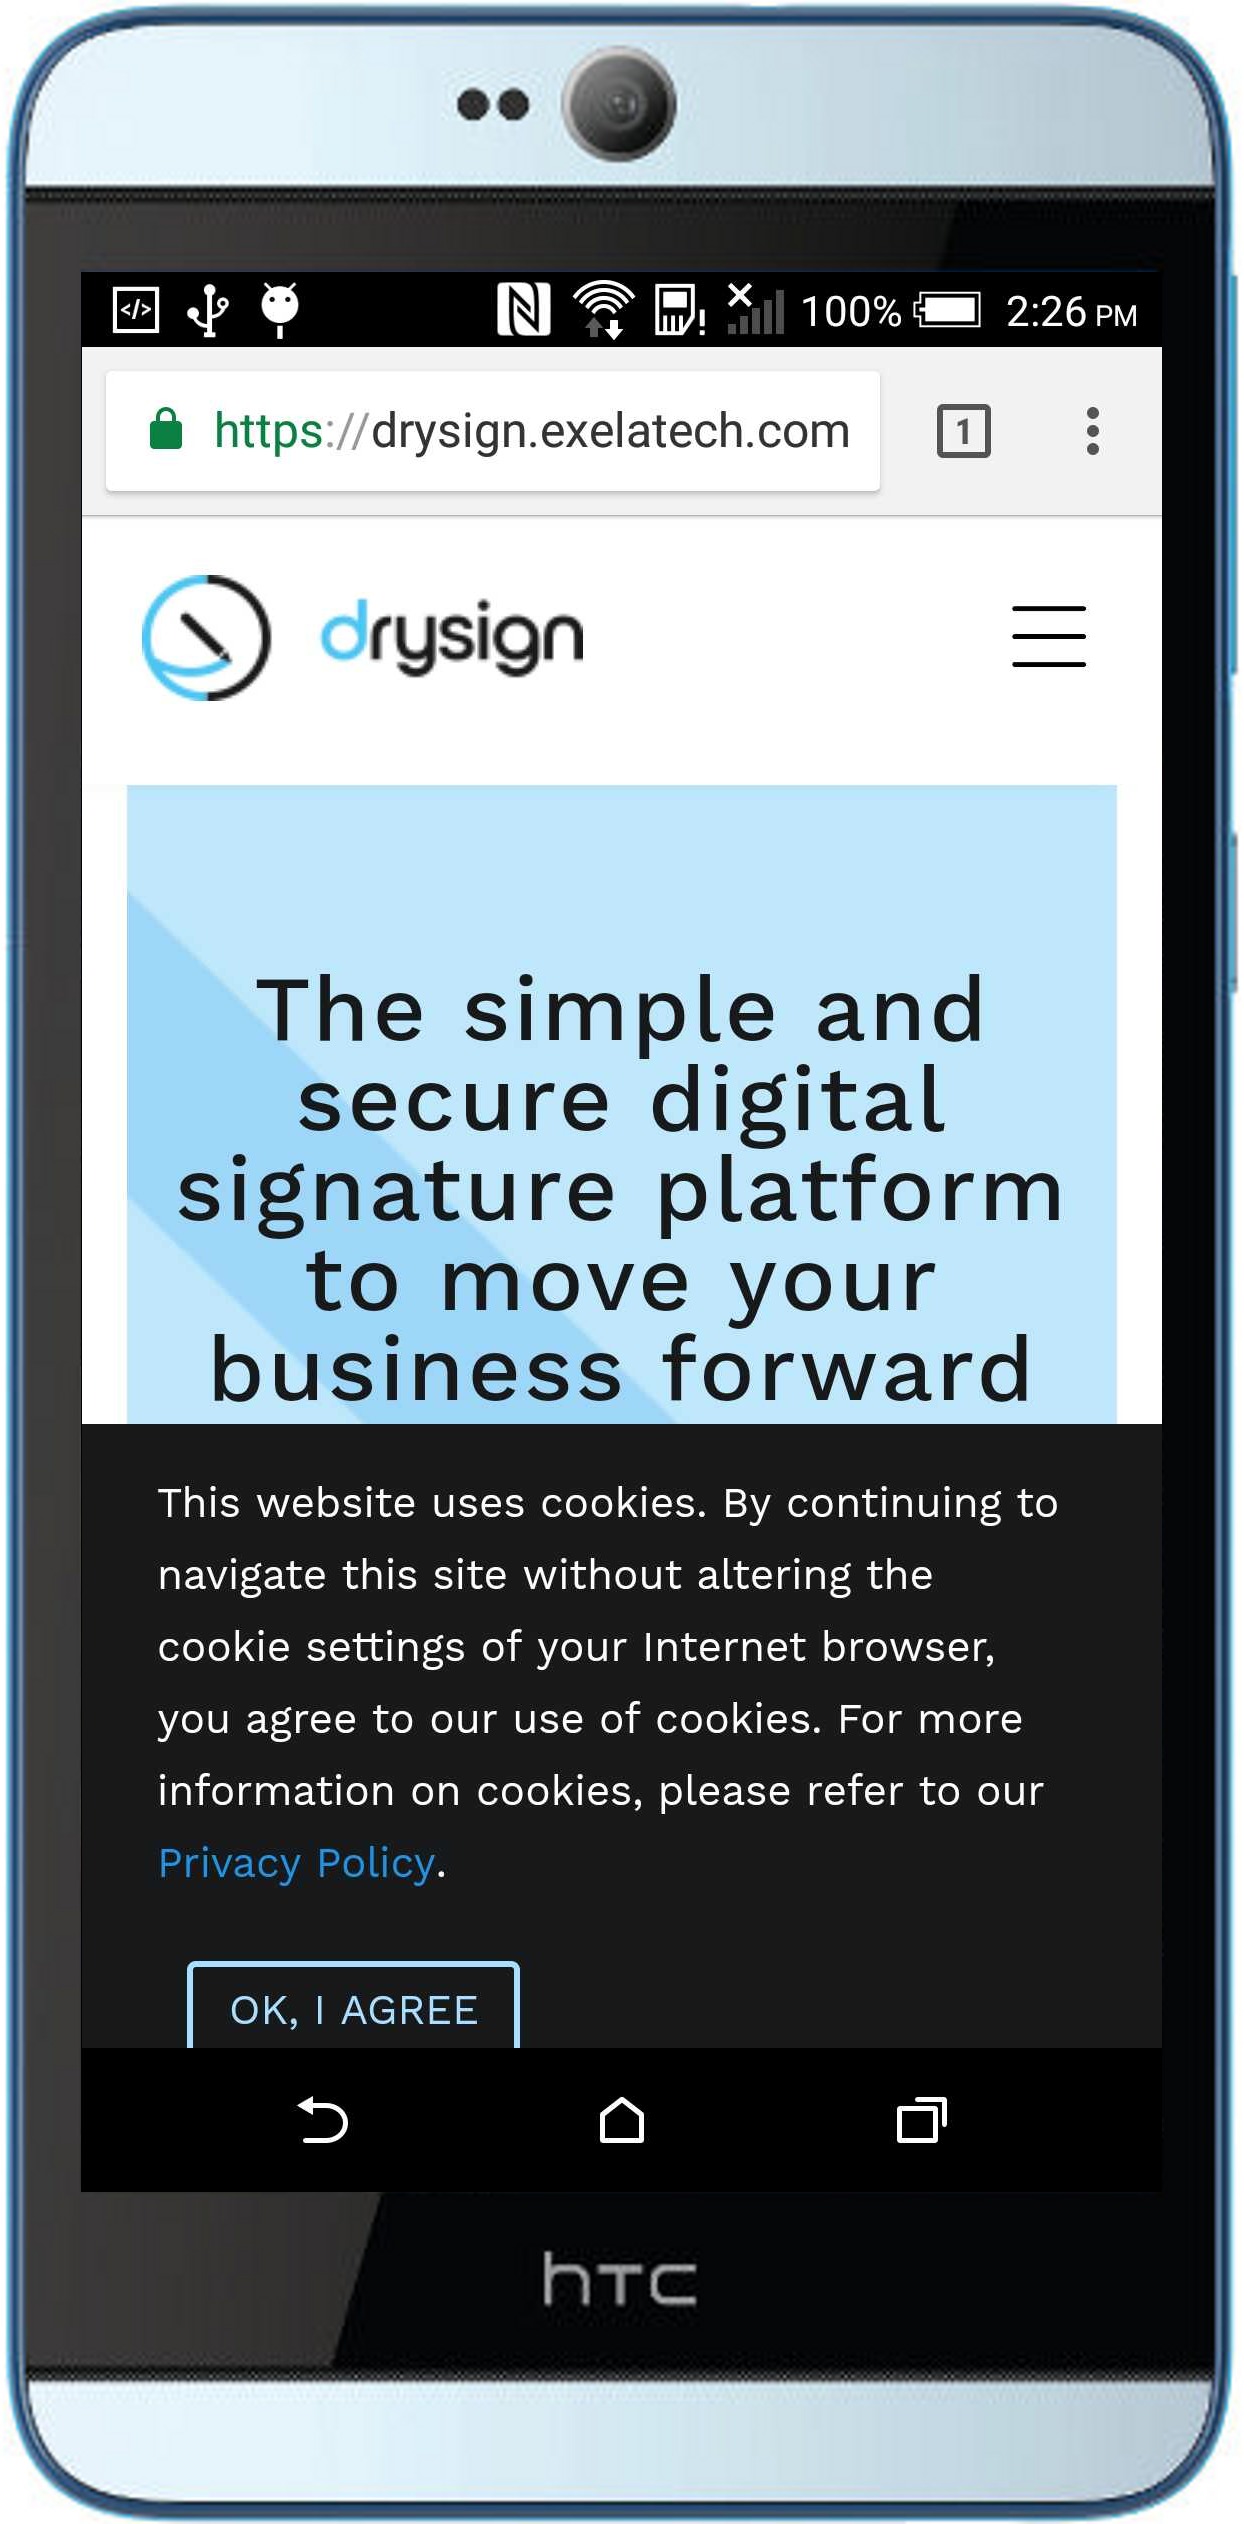 100% 2:26 PM
https://drysign.exelatech.com 1
drysign
The simple and
secure digital
signature platform
to move your
business forward
This website uses cookies. By continuing to
navigate this site without altering the
cookie settings of your Internet browser,
you agree to our use of cookies. For more
information on cookies, please refer to our
Privacy Policy.
OK, I AGREE
hTC